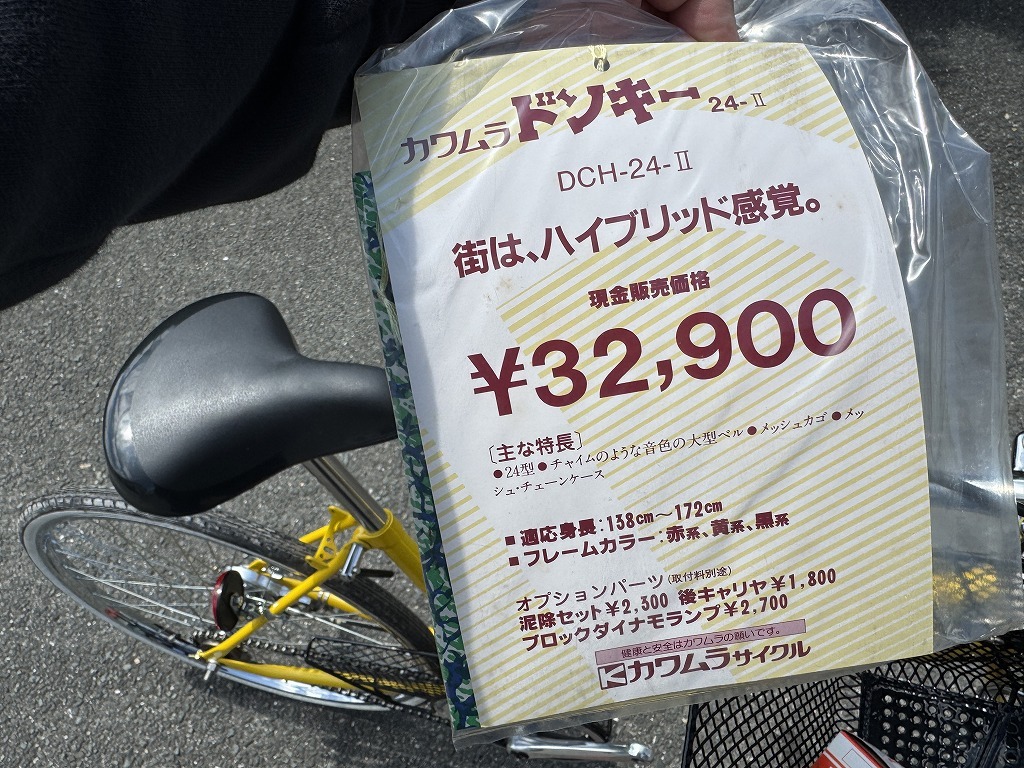 カワムラドンキー 24-Ⅱ
DCH-24-Ⅱ
街は、ハイブリッド感覚。
現金販売価格
¥32,900
〔主な特長〕
●24型●チャイムのような音色の大型ベル●メッシュカゴ●メッ
シュ・チェーンケース
■適応身長:138cm〜172cm
■フレームカラー:赤系、黄系、黒系
オプションパーツ(取付料別途)
泥除セット¥2,300 後キャリヤ¥1,800
ブロックダイナモランプ¥2,700
健康と安全はカワムラの願いです。
カワムラサイクル